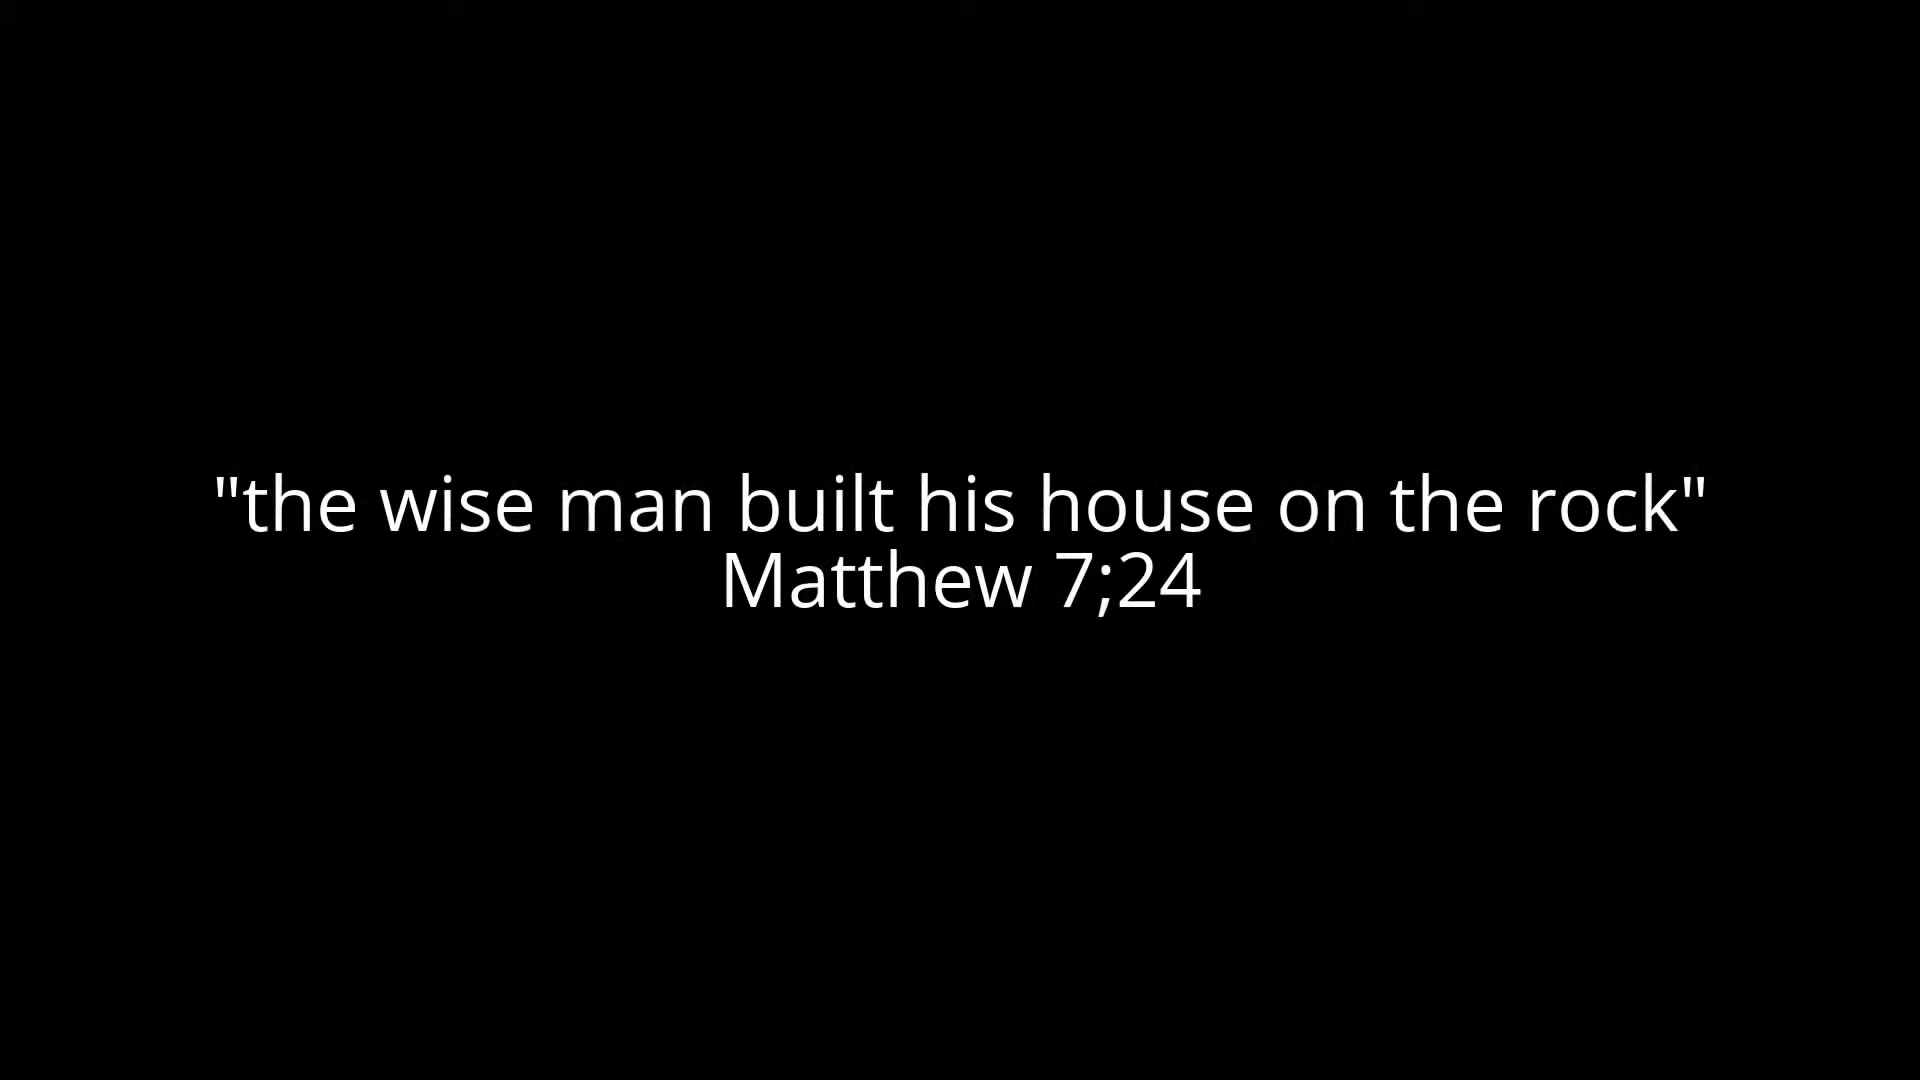 "the wise man built his house on the rock"
Matthew 7;24